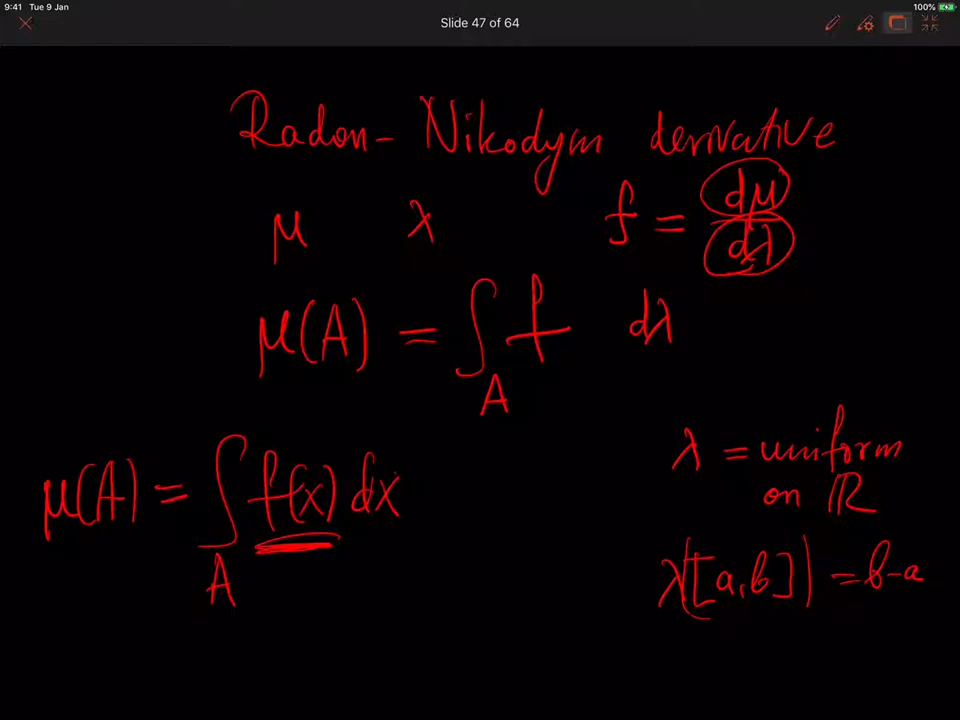 9:41 Tue 9 Jan 100%
Slide 47 of 64
Radon-Nikodym derivative
μ λ f = dμ/dλ
μ(A) = ∫_A f dλ
λ = uniform
on ℝ
μ(A) = ∫_A f(x) dx
λ([a,b]) = b-a